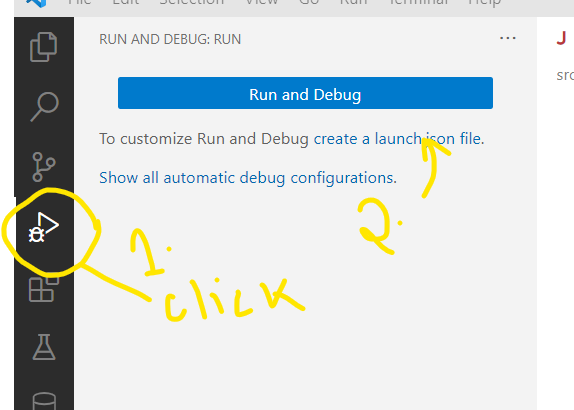 File Edit Selection View Go Run Terminal Help
RUN AND DEBUG: RUN
J
src
Run and Debug
To customize Run and Debug create a launch.json file.
Show all automatic debug configurations.
1.
click
2.